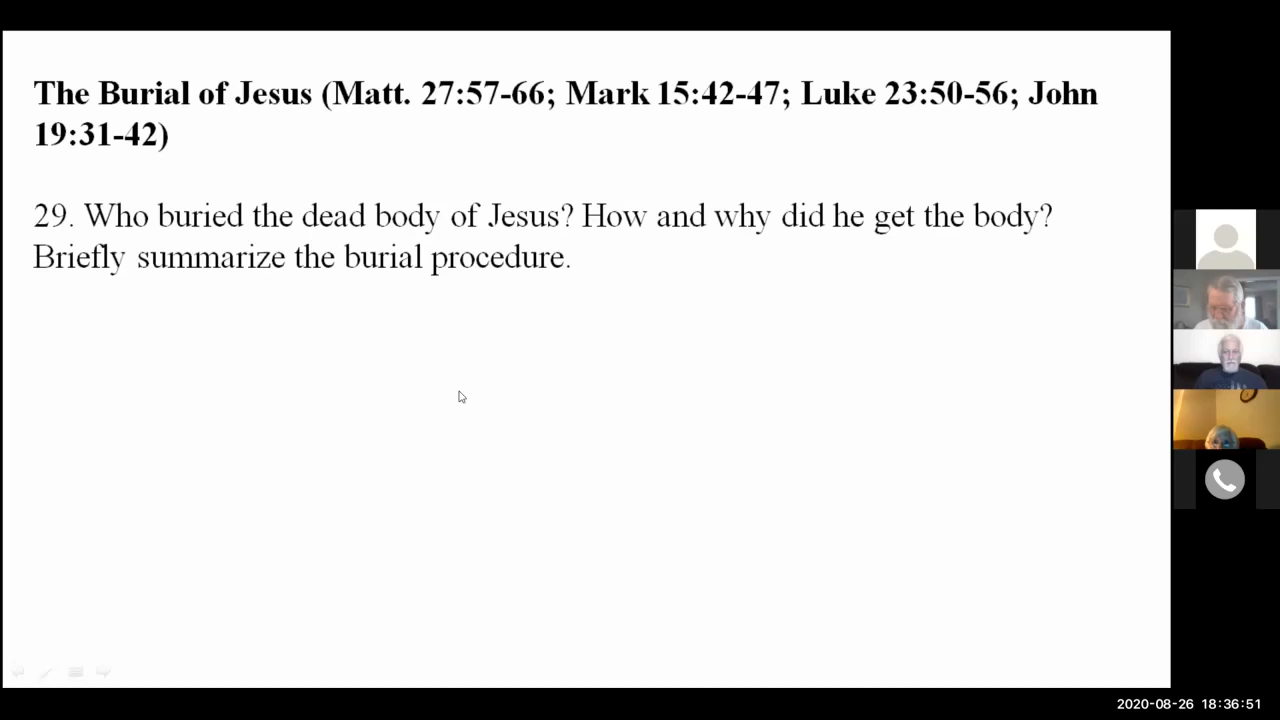 The Burial of Jesus (Matt. 27:57-66; Mark 15:42-47; Luke 23:50-56; John
19:31-42)
29. Who buried the dead body of Jesus? How and why did he get the body?
Briefly summarize the burial procedure.
2020-08-26 18:36:51